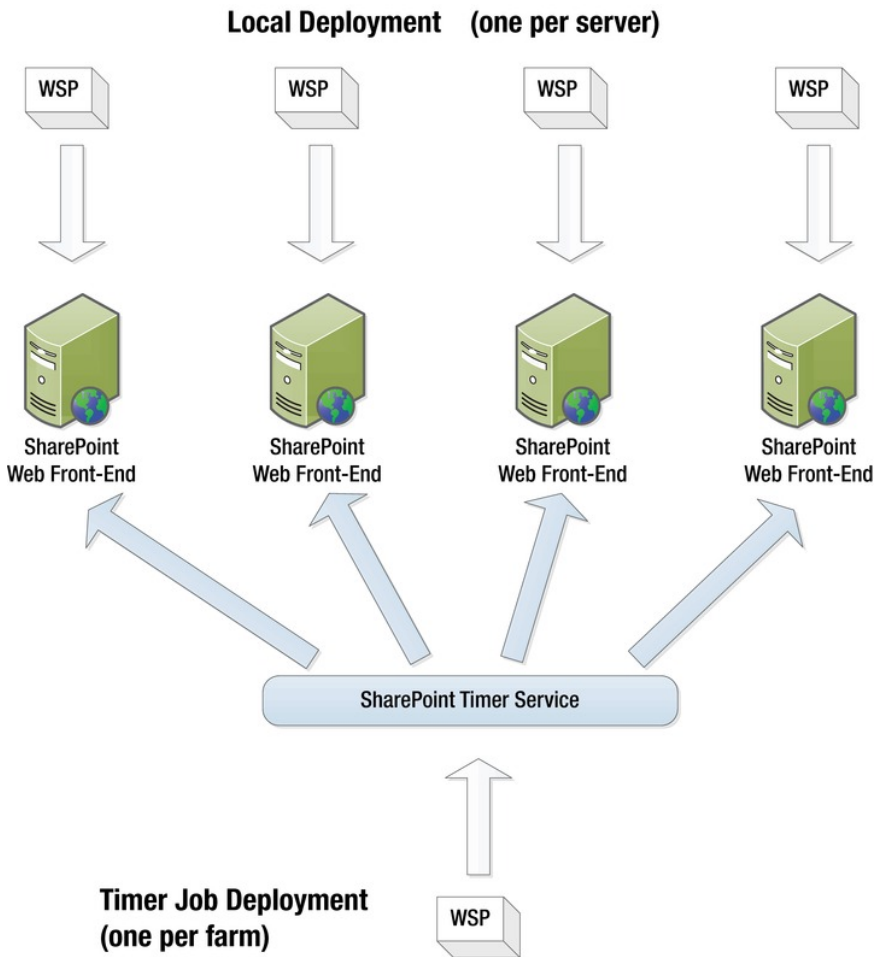 Local Deployment (one per server)
WSP
WSP
WSP
WSP
SharePoint
Web Front-End
SharePoint
Web Front-End
SharePoint
Web Front-End
SharePoint
Web Front-End
SharePoint Timer Service
Timer Job Deployment
(one per farm)
WSP